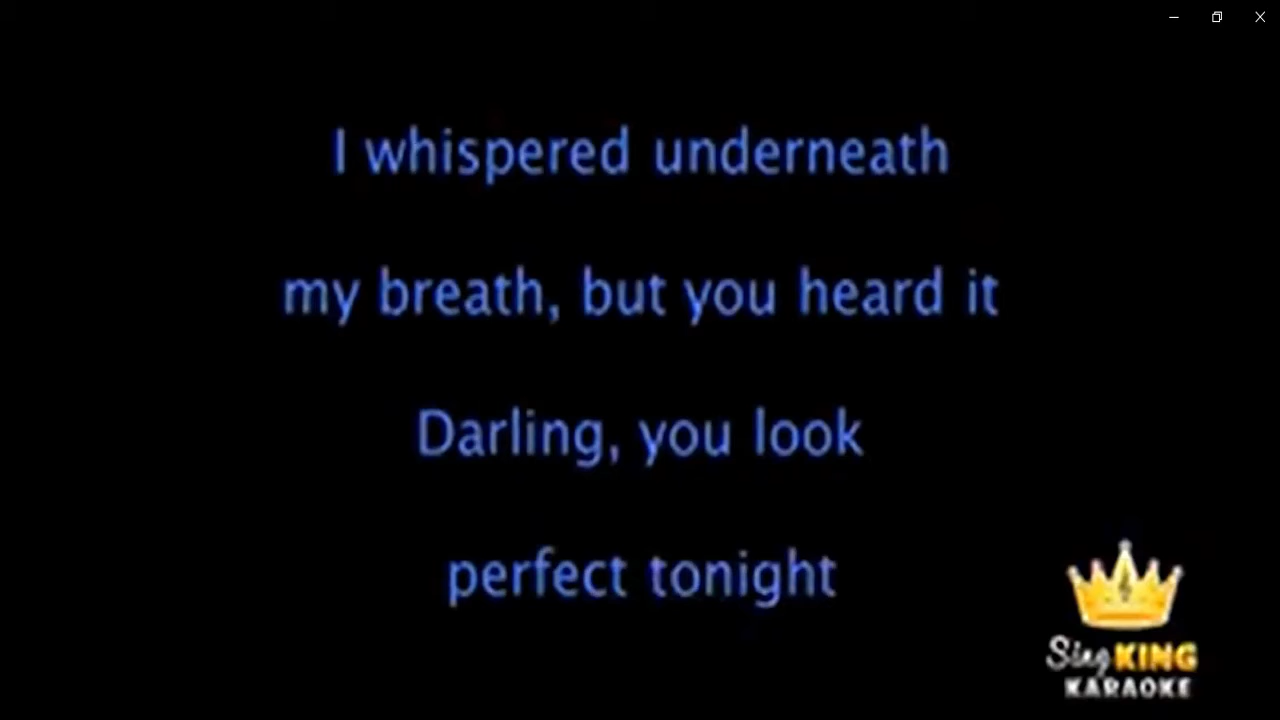 I whispered underneath
my breath, but you heard it
Darling, you look
perfect tonight
Sing KING
KARAOKE